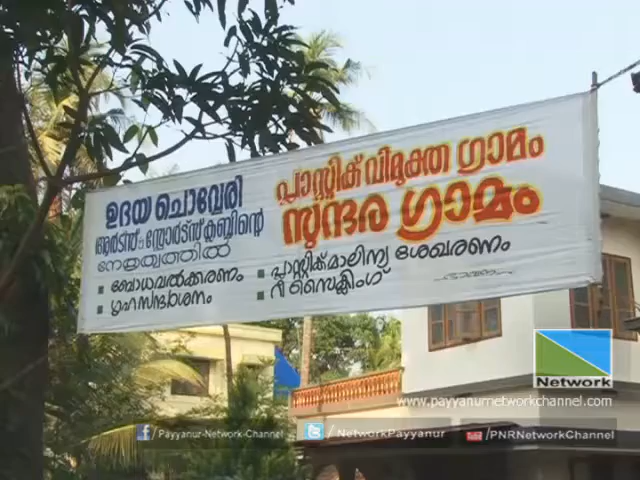 ഉദയ ചൊവ്വേരി
ആർട്സ് & സ്പോർട്സ് ക്ലബ്ബിന്റെ
നേതൃത്വത്തിൽ
പ്ലാസ്റ്റിക് വിമുക്ത ഗ്രാമം
സുന്ദര ഗ്രാമം
ബോധവൽക്കരണം
ഗൃഹസന്ദർശനം
പ്ലാസ്റ്റിക് മാലിന്യ ശേഖരണം
റീ സൈക്ലിംഗ്
Network
www.payyanurnetworkchannel.com
f /Payyanur-Network-Channel
/NetworkPayyanur
/PNRNetworkChannel